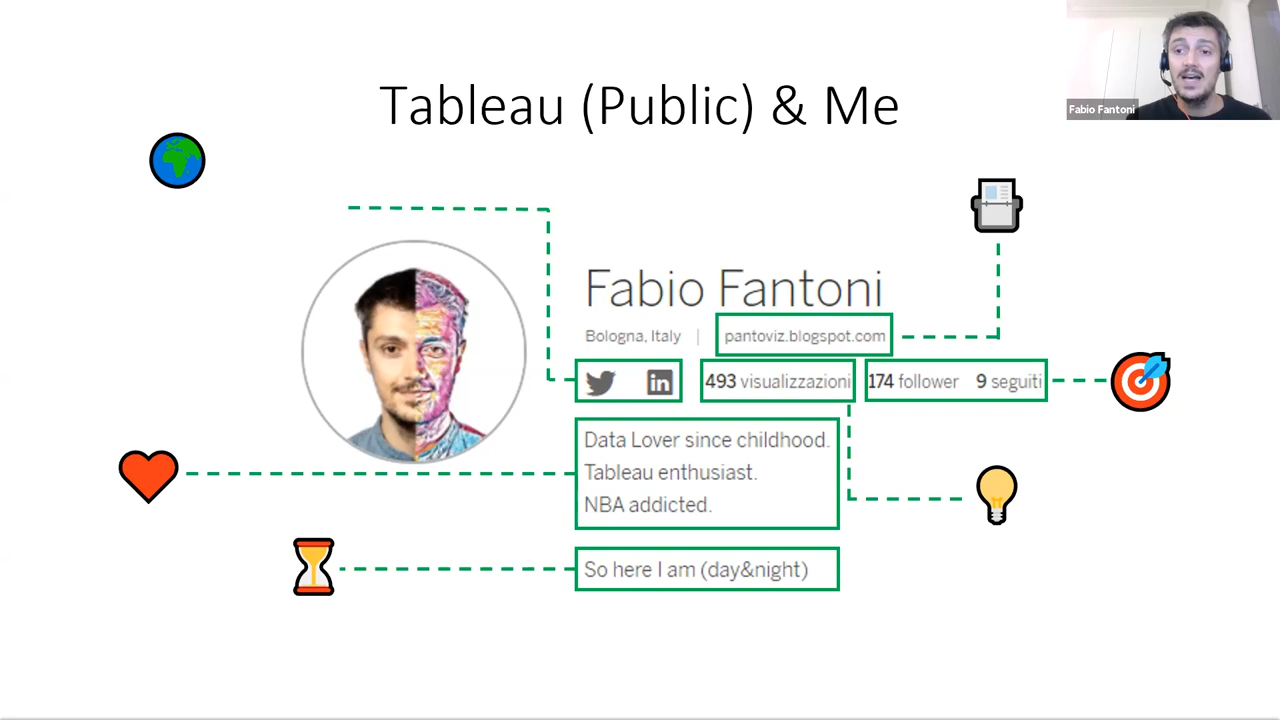 Tableau (Public) & Me
Fabio Fantoni
Fabio Fantoni
Bologna, Italy | pantoviz.blogspot.com
in
493 visualizzazioni
174 follower 9 seguiti
Data Lover since childhood.
Tableau enthusiast.
NBA addicted.
So here I am (day&night)